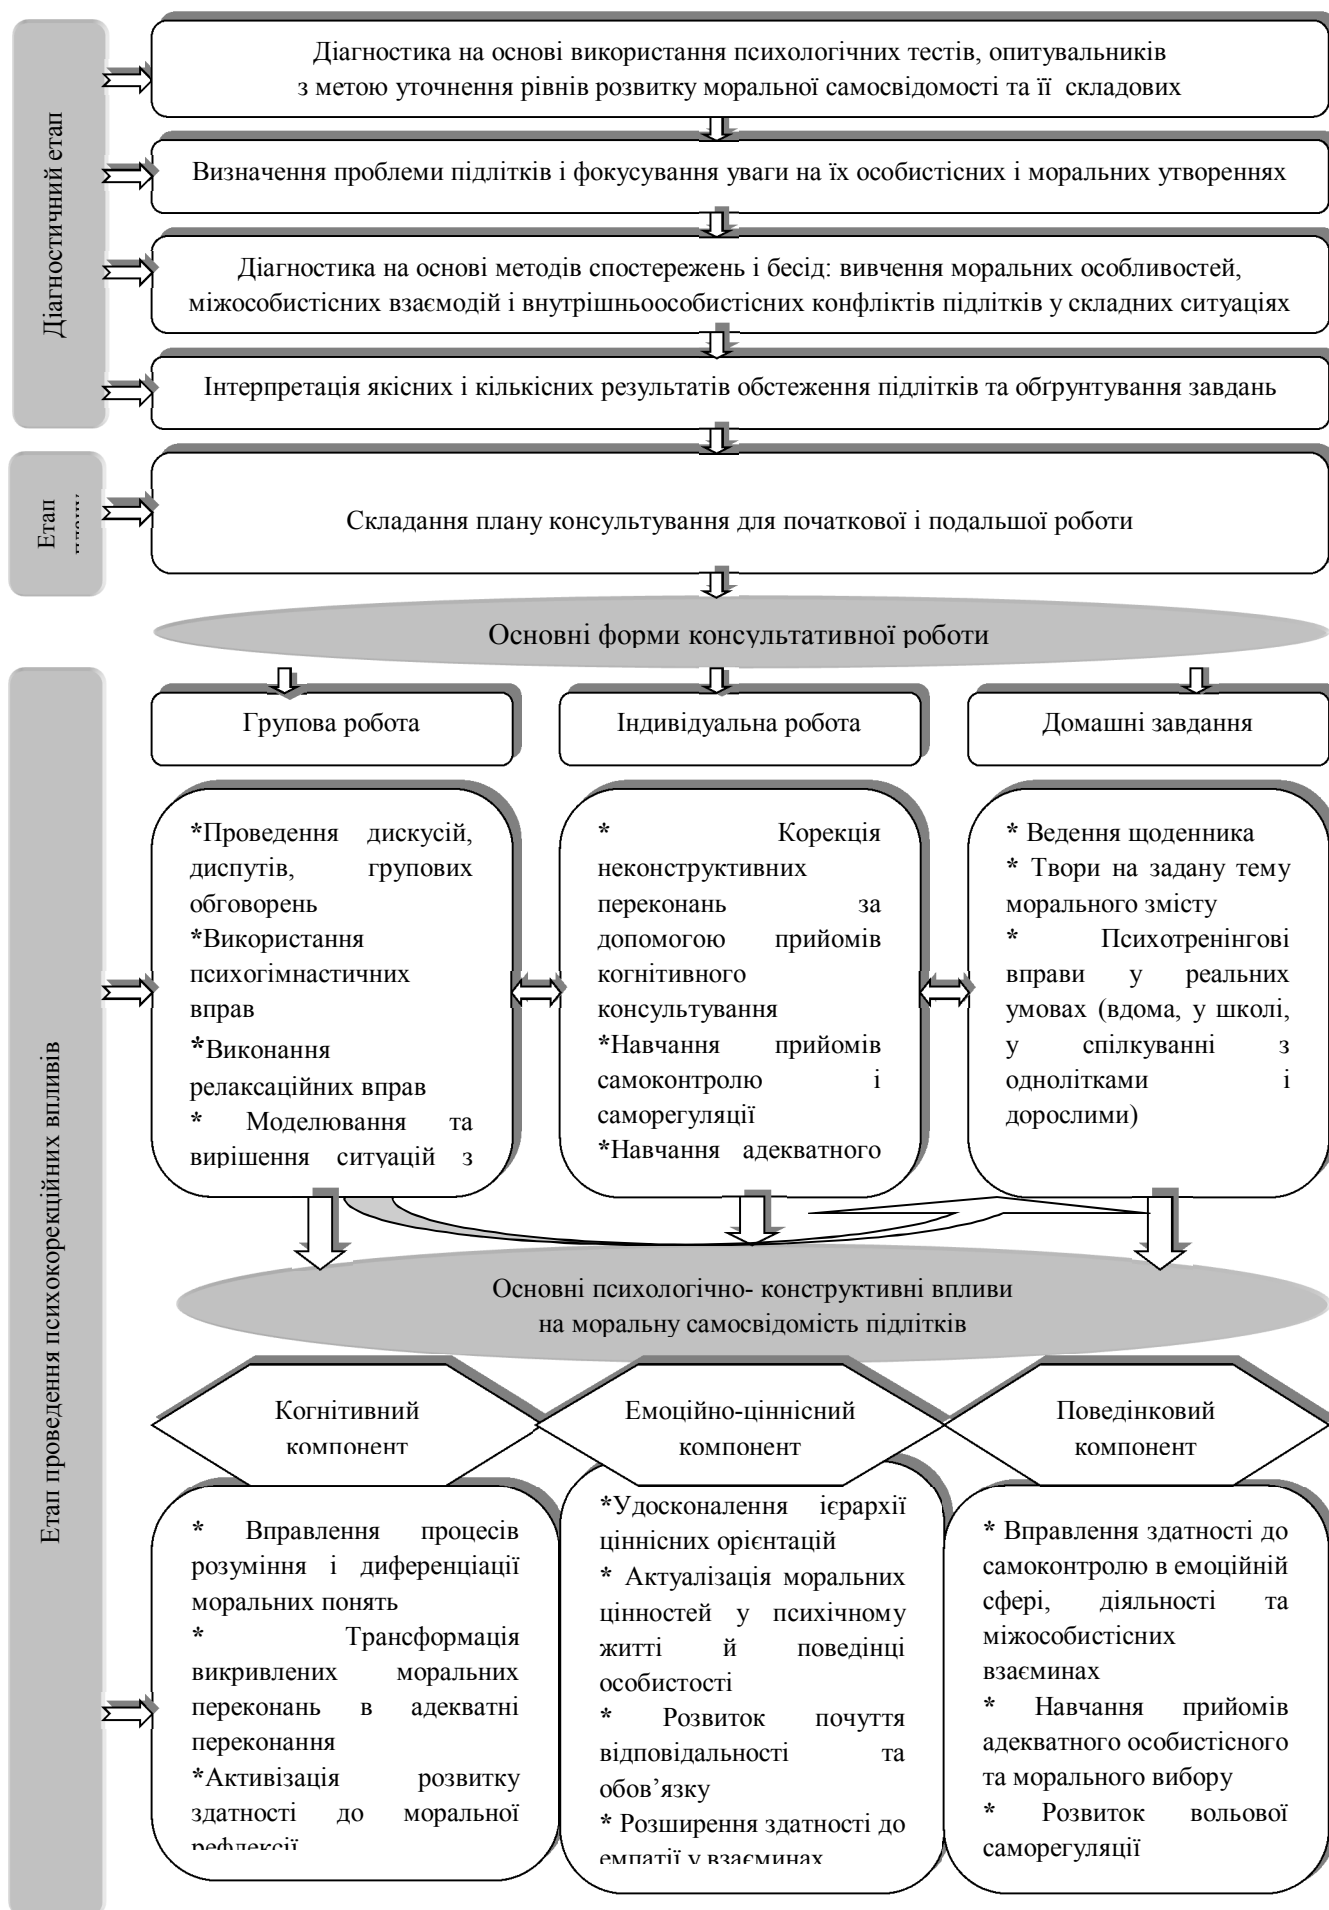 Діагностичний етап
Діагностика на основі використання психологічних тестів, опитувальників
з метою уточнення рівнів розвитку моральної самосвідомості та її складових
Визначення проблеми підлітків і фокусування уваги на їх особистісних і моральних утвореннях
Діагностика на основі методів спостережень і бесід: вивчення моральних особливостей,
міжособистісних взаємодій і внутрішньоособистісних конфліктів підлітків у складних ситуаціях
Інтерпретація якісних і кількісних результатів обстеження підлітків та обґрунтування завдань
Етап
Складання плану консультування для початкової і подальшої роботи
Основні форми консультативної роботи
Етап проведення психокорекційних впливів
Групова робота
Індивідуальна робота
Домашні завдання
*Проведення дискусій,
диспутів, групових
обговорень
*Використання
психогімнастичних
вправ
*Виконання
релаксаційних вправ
* Моделювання та
вирішення ситуацій з
* Корекція
неконструктивних
переконань за
допомогою прийомів
когнітивного
консультування
*Навчання прийомів
самоконтролю і
саморегуляції
*Навчання адекватного
* Ведення щоденника
* Твори на задану тему
морального змісту
* Психотренінгові
вправи у реальних
умовах (вдома, у школі,
у спілкуванні з
однолітками і
дорослими)
Основні психологічно- конструктивні впливи
на моральну самосвідомість підлітків
Когнітивний
компонент
Емоційно-ціннісний
компонент
Поведінковий
компонент
* Вправлення процесів
розуміння і диференціації
моральних понять
* Трансформація
викривлених моральних
переконань в адекватні
переконання
*Активізація розвитку
здатності до моральної
рефлексії
*Удосконалення ієрархії
ціннісних орієнтацій
* Актуалізація моральних
цінностей у психічному
житті й поведінці
особистості
* Розвиток почуття
відповідальності та
обов’язку
* Розширення здатності до
емпатії у взаєминах
* Вправлення здатності до
самоконтролю в емоційній
сфері, діяльності та
міжособистісних
взаєминах
* Навчання прийомів
адекватного особистісного
та морального вибору
* Розвиток вольової
саморегуляції